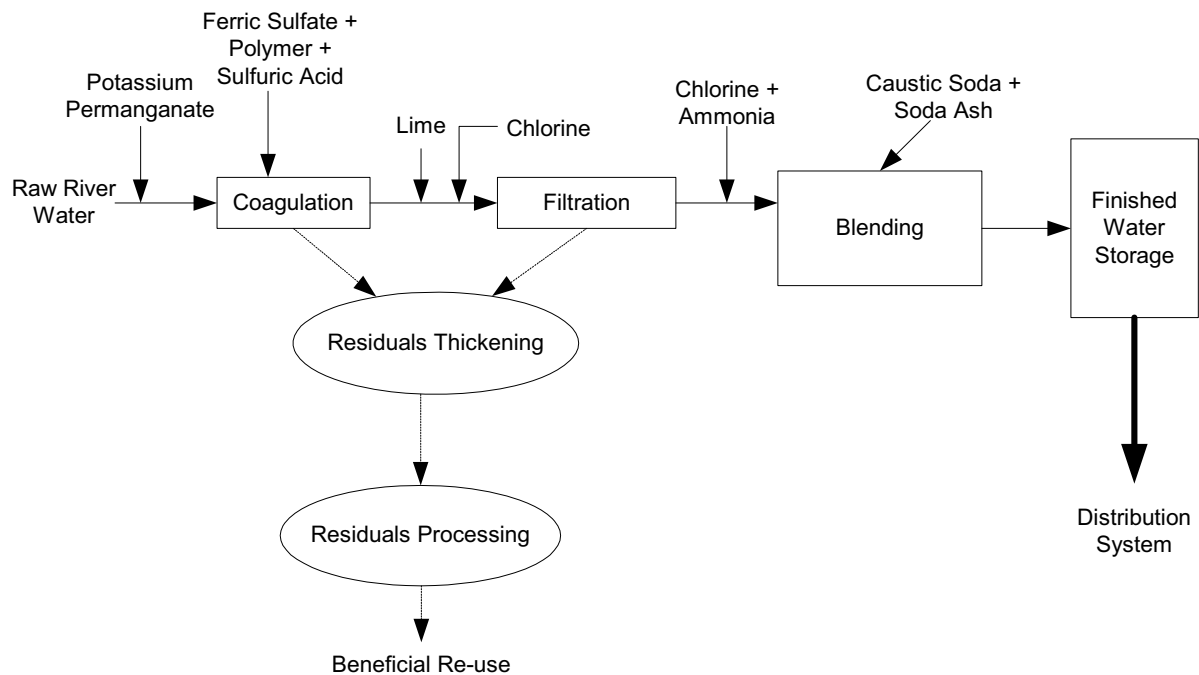 Ferric Sulfate +
Polymer +
Sulfuric Acid
Potassium
Permanganate
Chlorine +
Ammonia
Caustic Soda +
Soda Ash
Lime
Chlorine
Raw River
Water
Coagulation
Filtration
Blending
Finished
Water
Storage
Residuals Thickening
Residuals Processing
Distribution
System
Beneficial Re-use